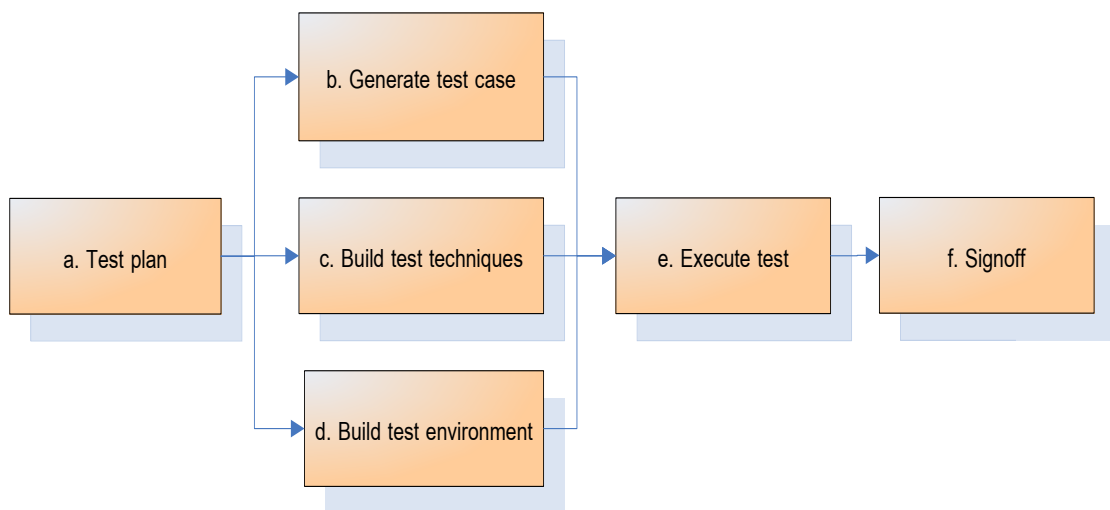 b. Generate test case
a. Test plan
c. Build test techniques
e. Execute test
f. Signoff
d. Build test environment